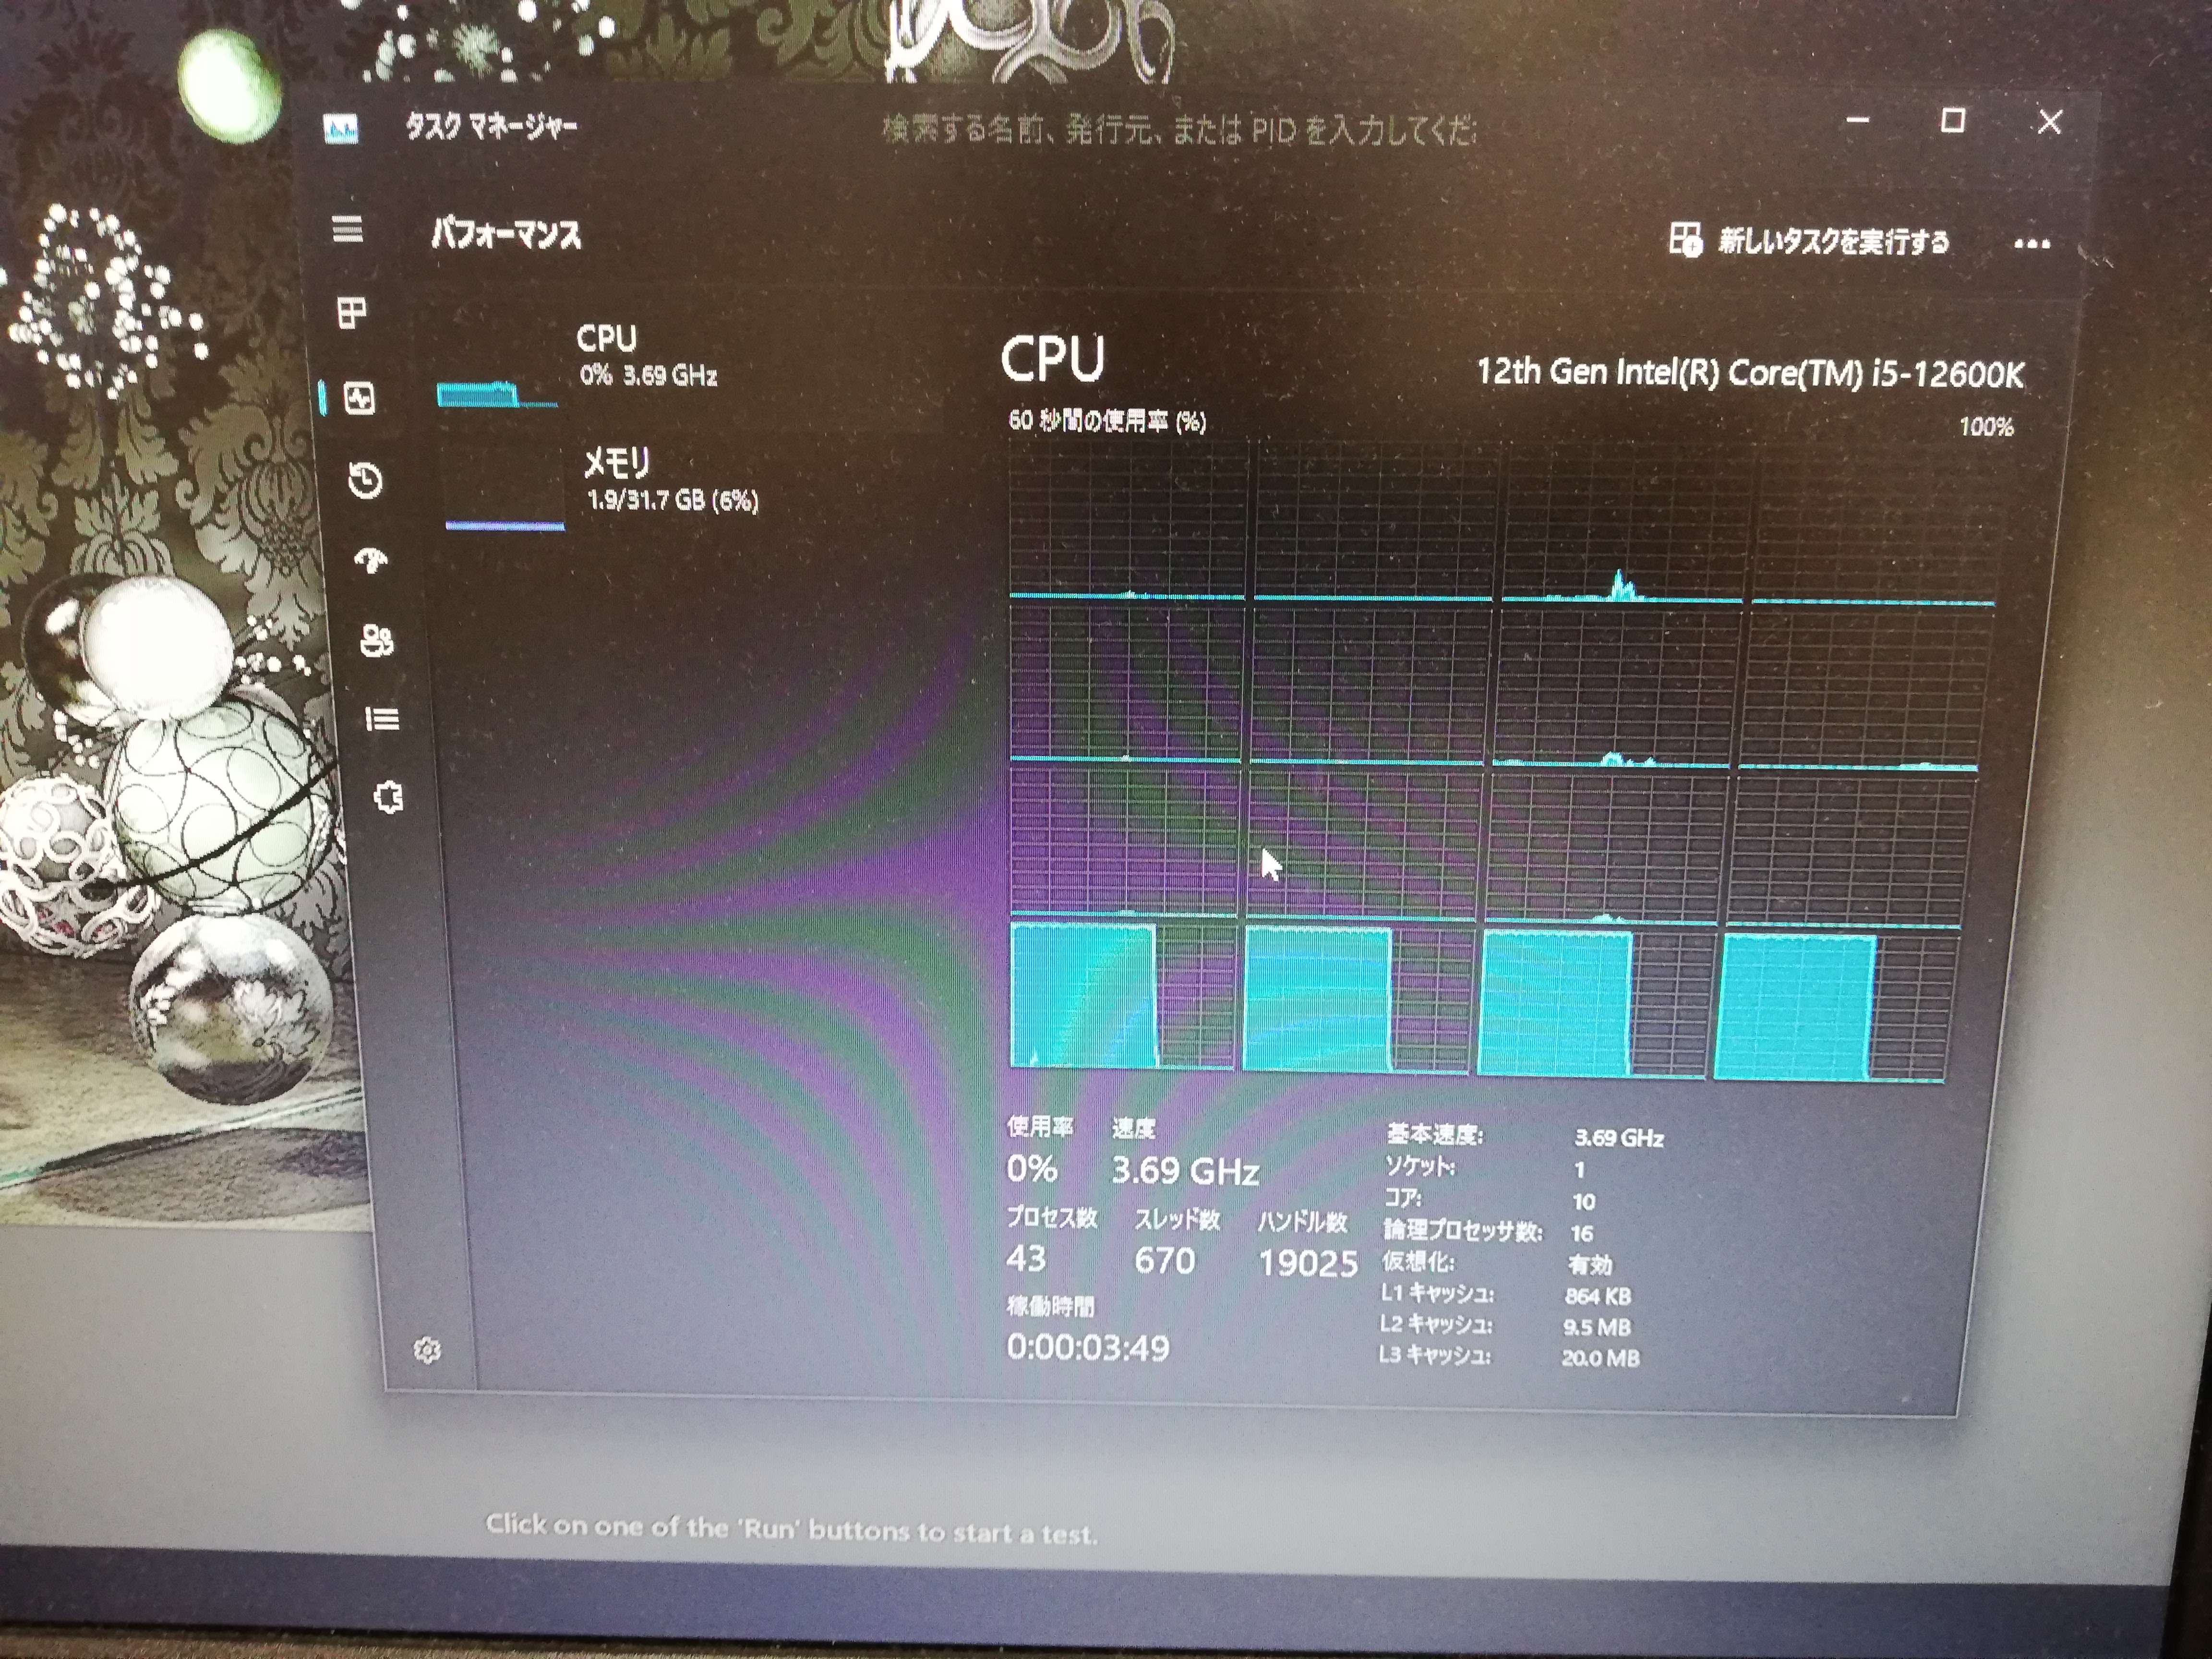 タスク マネージャー
検索する名前、発行元、または PID を入力してくだ
パフォーマンス
新しいタスクを実行する
CPU
0% 3.69 GHz
メモリ
1.9/31.7 GB (6%)
CPU
12th Gen Intel(R) Core(TM) i5-12600K
60 秒間の使用率 (%)
100%
使用率 速度
0% 3.69 GHz
プロセス数 スレッド数 ハンドル数
43 670 19025
稼働時間
0:00:03:49
基本速度: 3.69 GHz
ソケット: 1
コア: 10
論理プロセッサ数: 16
仮想化: 有効
L1 キャッシュ: 864 KB
L2 キャッシュ: 9.5 MB
L3 キャッシュ: 20.0 MB
Click on one of the 'Run' buttons to start a test.